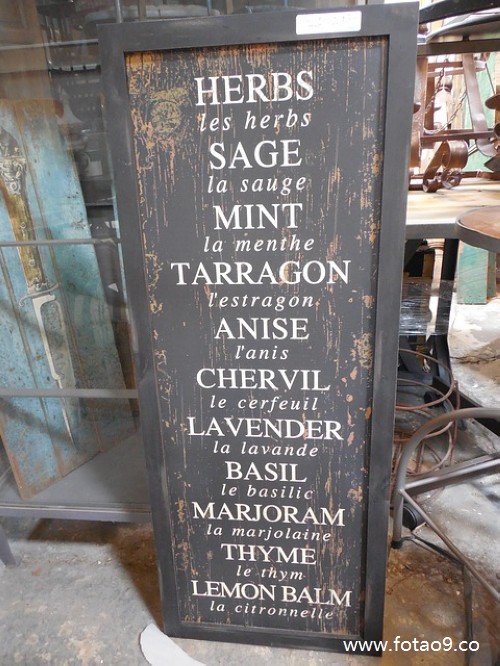 HERBS
les herbs
SAGE
la sauge
MINT
la menthe
TARRAGON
l'estragon
ANISE
l'anis
CHERVIL
le cerfeuil
LAVENDER
la lavande
BASIL
le basilic
MARJORAM
la marjolaine
THYME
le thym
LEMON BALM
la citronnelle
www.fotao9.co